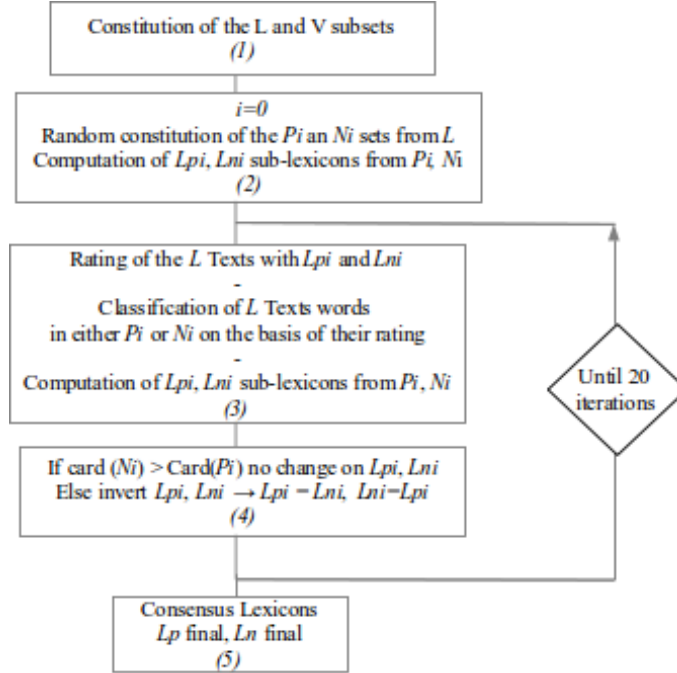 Constitution of the L and V subsets
(1)
i=0
Random constitution of the Pi an Ni sets from L
Computation of Lpi, Lni sub-lexicons from Pi, Ni
(2)
Rating of the L Texts with Lpi and Lni
-
Classification of L Texts words
in either Pi or Ni on the basis of their rating
-
Computation of Lpi, Lni sub-lexicons from Pi, Ni
(3)
Until 20
iterations
If card (Ni) > Card(Pi) no change on Lpi, Lni
Else invert Lpi, Lni → Lpi = Lni, Lni=Lpi
(4)
Consensus Lexicons
Lp final, Ln final
(5)